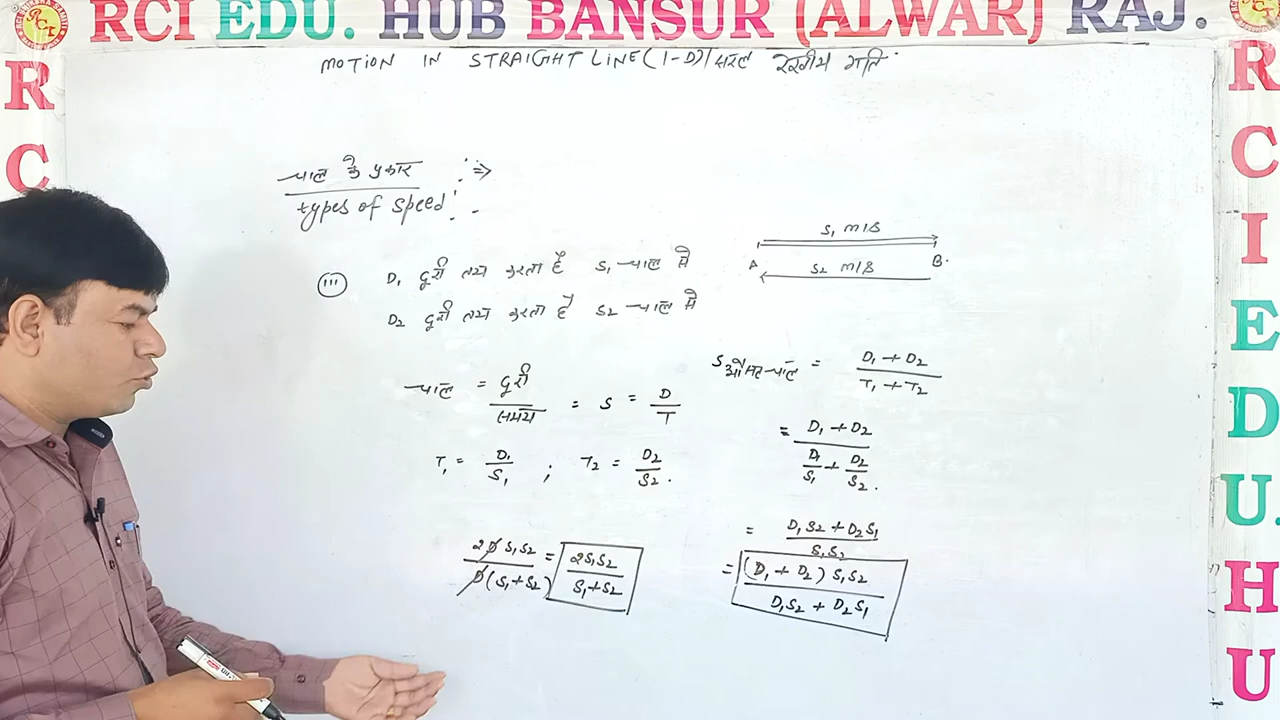 RCI EDU. HUB BANSUR (ALWAR) RAJ.
MOTION IN STRAIGHT LINE (1-D) / सरल रेखीय गति
चाल के प्रकार :⇒
types of speed :-
(iii) D₁ दूरी तय करता है S₁ चाल से
D₂ दूरी तय करता है S₂ चाल से
S₁ m/s
A B.
S₂ m/s
चाल = दूरी / समय = S = D / T
T₁ = D₁ / S₁ ; T₂ = D₂ / S₂.
2D S₁S₂ / D(S₁+S₂) = 2S₁S₂ / S₁+S₂
S औसत चाल = D₁ + D₂ / T₁ + T₂
= D₁ + D₂ / D₁/S₁ + D₂/S₂.
= D₁S₂ + D₂S₁ / S₁S₂
= (D₁ + D₂) S₁S₂ / D₁S₂ + D₂S₁
R
C
R
C
I
E
D
U.
H
U